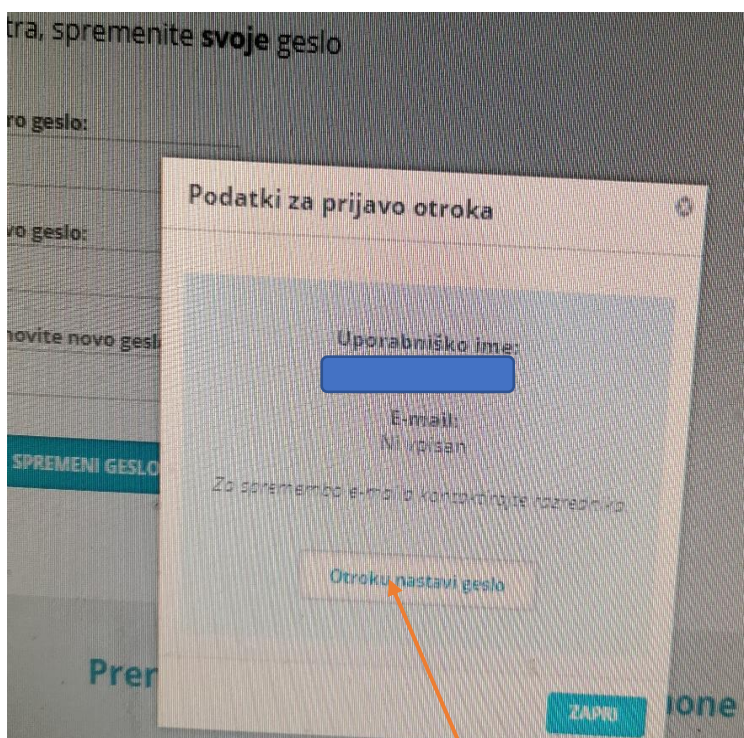 tra, spremenite svoje geslo
ro geslo:
vo geslo:
novite novo gesl
SPREMENI GESLO
Podatki za prijavo otroka
Uporabniško ime:
E-mail:
Ni vpisan
Za spremembo e-maila kontaktirajte razrednika.
Otroku nastavi geslo
ZAPRI
Prer
one